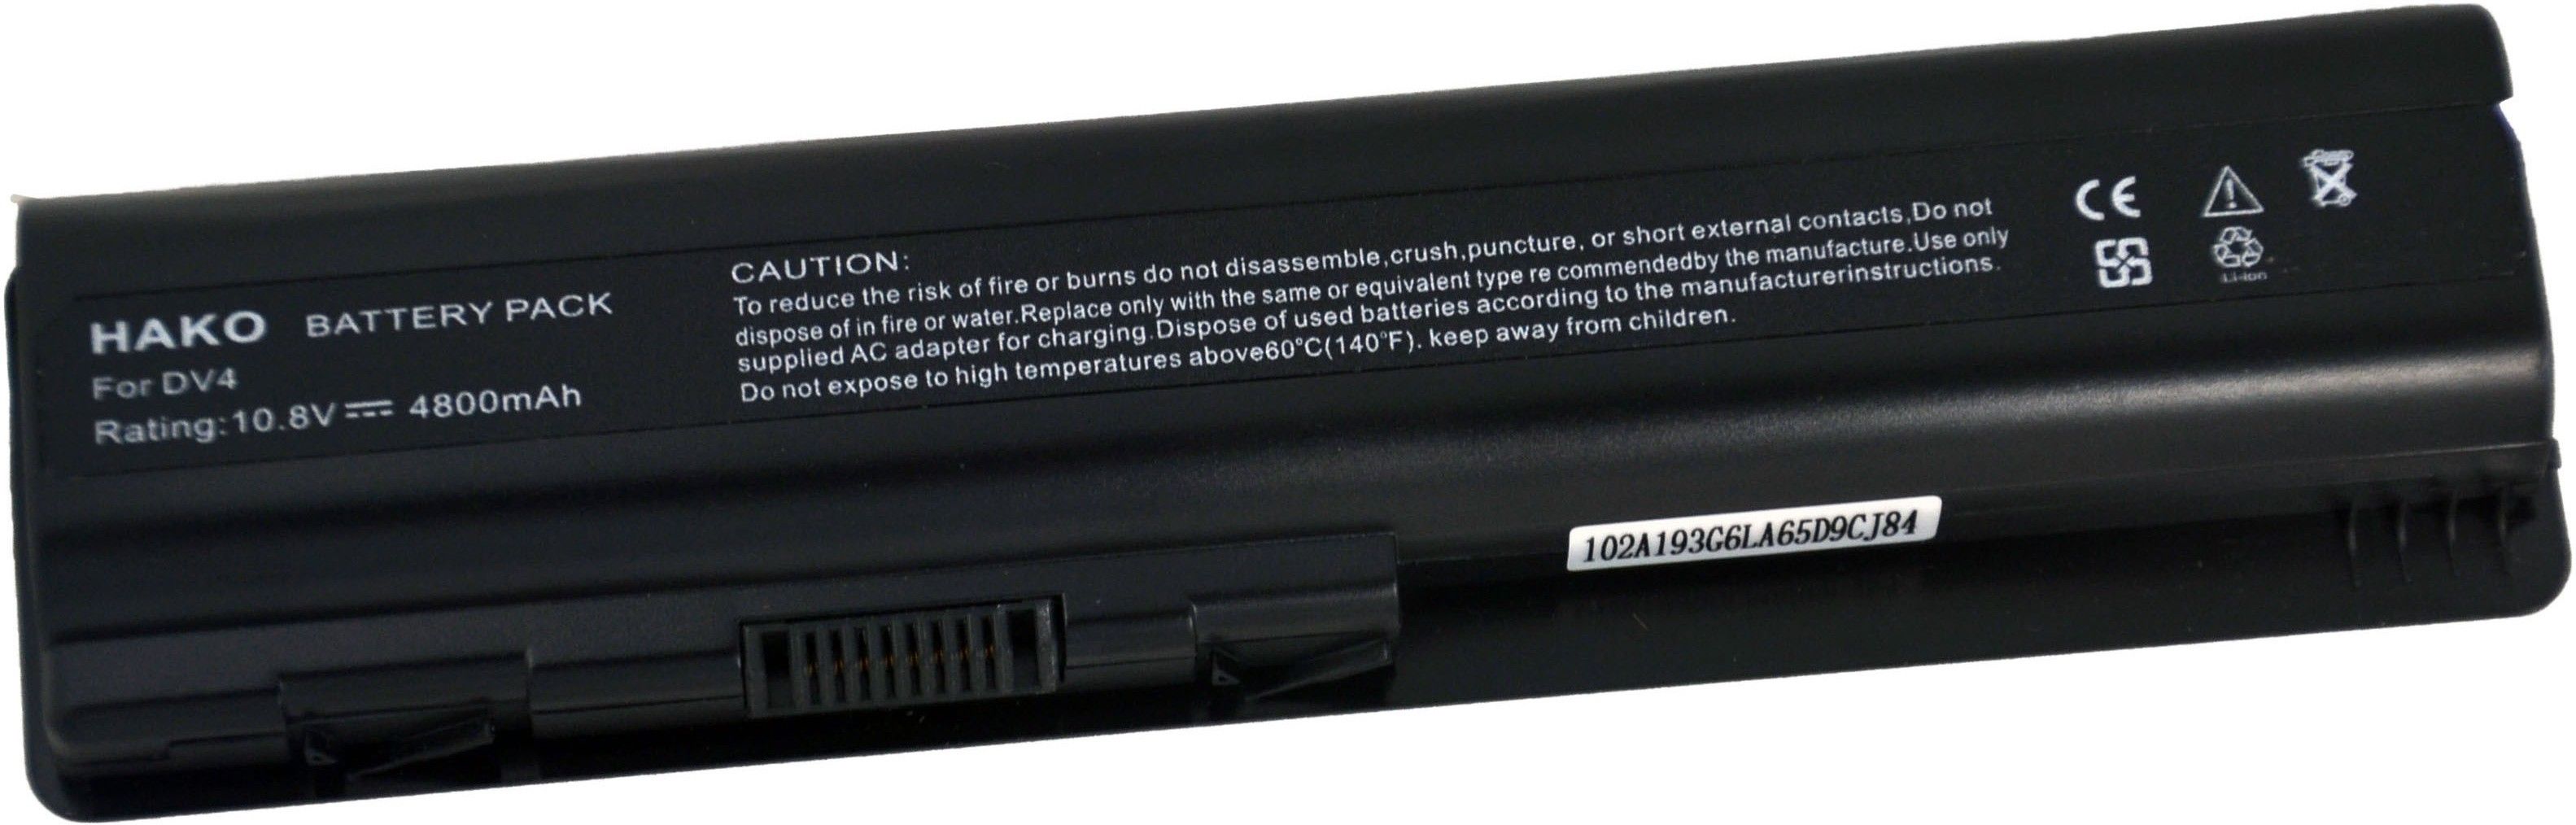 HAKO BATTERY PACK
For DV4
Rating:10.8V 4800mAh
CAUTION:
To reduce the risk of fire or burns do not disassemble,crush,puncture, or short external contacts,Do not
dispose of in fire or water.Replace only with the same or equivalent type re commendedby the manufacture.Use only
supplied AC adapter for charging.Dispose of used batteries according to the manufacturerinstructions.
Do not expose to high temperatures above60°C(140°F). keep away from children.
CE
Li-ion
102A193G6LA65D9CJ84